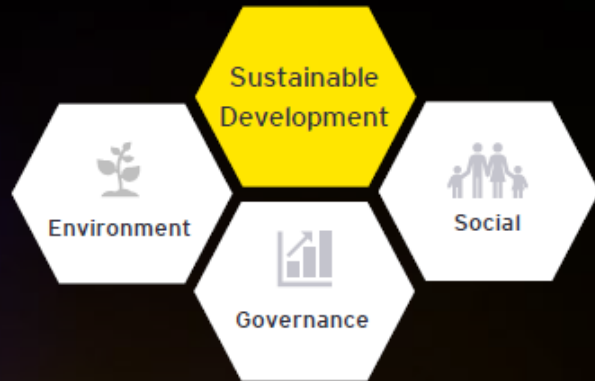 Sustainable
Development
Environment
Social
Governance